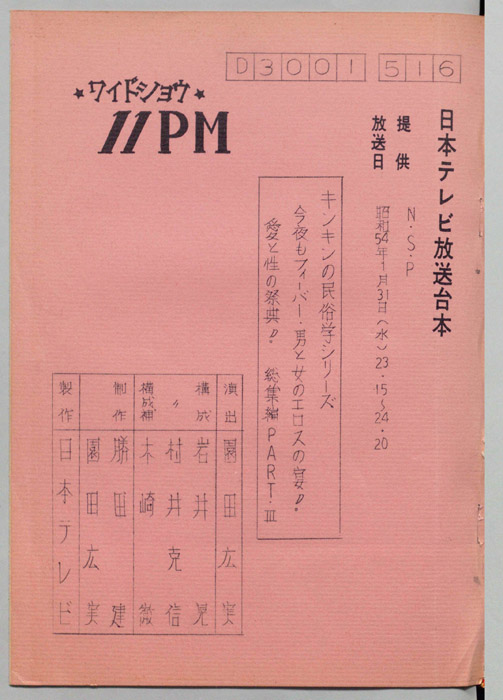 D3001 516
★ワイドショウ★
11PM
日本テレビ放送台本
提供 N・S・P
放送日 昭和54年1月31日(水)23・15〜24・20
キンキンの民俗学シリーズ
今夜もフィーバー・男と女のエロスの宴!!
愛と性の祭典!! 総集編PART・III
演出 園田広実
構成 岩井晃
〃 村井克信
構成補 木崎徹
制作 勝田建
園田広実
製作 日本テレビ